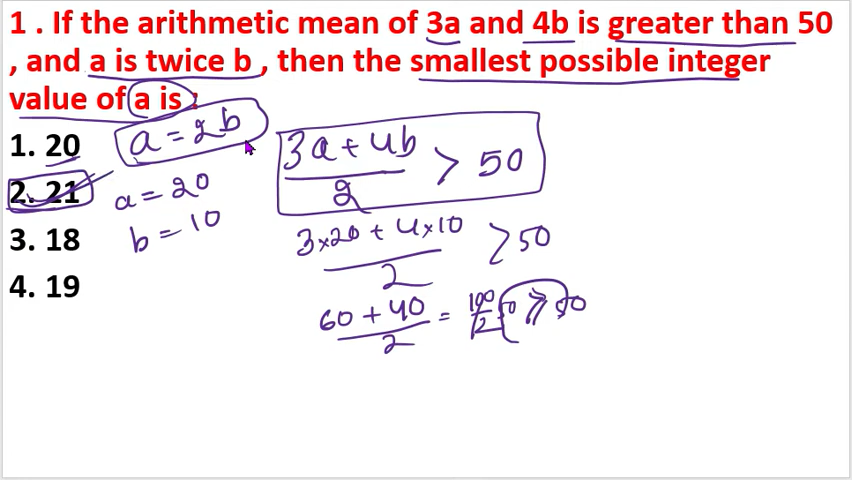 1 . If the arithmetic mean of 3a and 4b is greater than 50
, and a is twice b , then the smallest possible integer
value of a is :
1. 20
a = 2b
3a + 4b / 2 > 50
2. 21
a = 20
b = 10
3×20 + 4×10 / 2 > 50
3. 18
4. 19
60 + 40 / 2 = 100 / 2